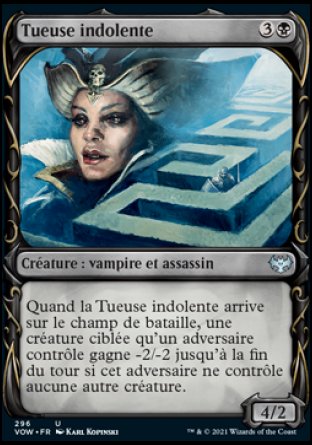 Tueuse indolente 3
Créature : vampire et assassin
Quand la Tueuse indolente arrive
sur le champ de bataille, une
créature ciblée qu'un adversaire
contrôle gagne -2/-2 jusqu'à la fin
du tour si cet adversaire ne contrôle
aucune autre créature.
4/2
296 U
VOW • FR Karl Kopinski
™ & © 2021 Wizards of the Coast